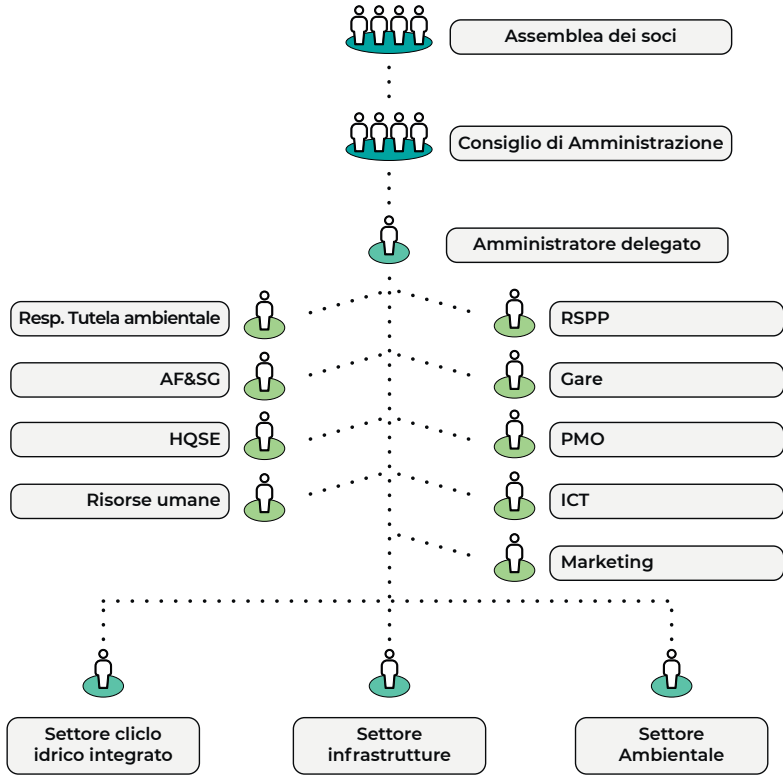 Assemblea dei soci
Consiglio di Amministrazione
Amministratore delegato
Resp. Tutela ambientale
RSPP
AF&SG
Gare
HQSE
PMO
Risorse umane
ICT
Marketing
Settore cliclo
idrico integrato
Settore
infrastrutture
Settore
Ambientale